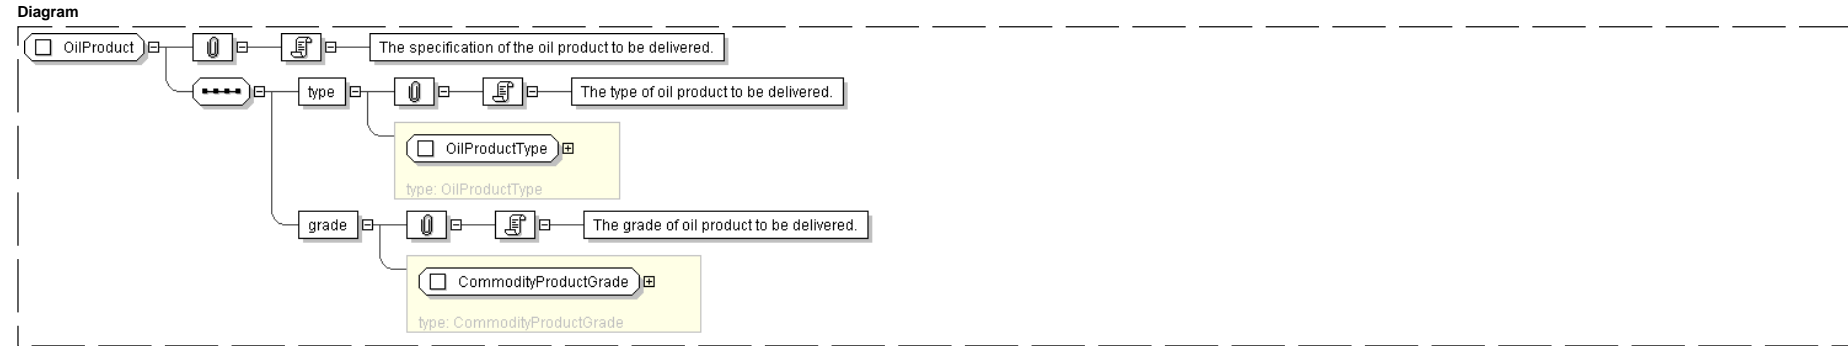 Diagram
OilProduct
The specification of the oil product to be delivered.
type
The type of oil product to be delivered.
OilProductType
type: OilProductType
grade
The grade of oil product to be delivered.
CommodityProductGrade
type: CommodityProductGrade